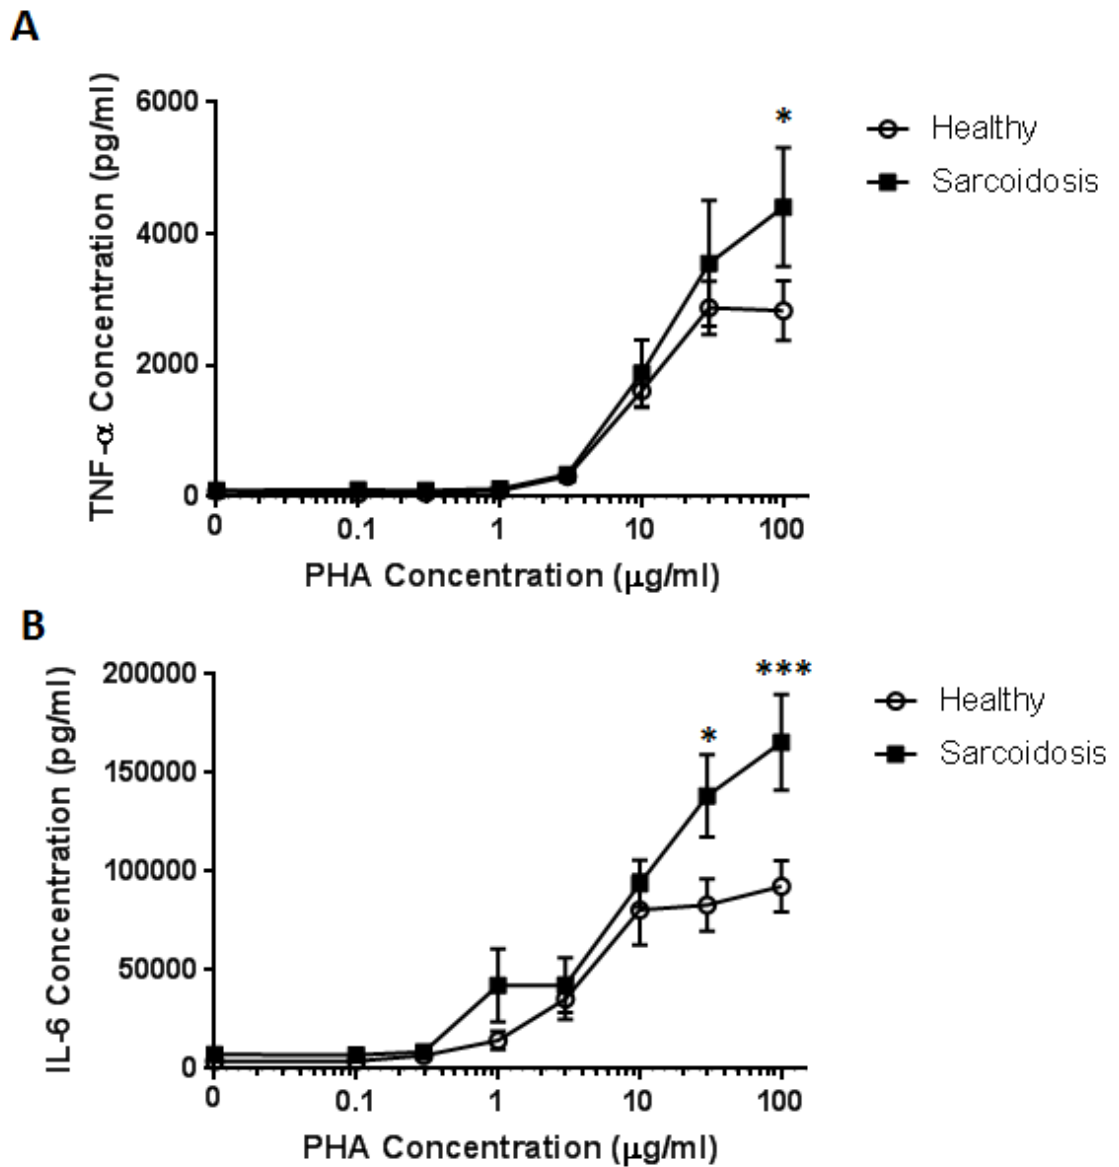 A
TNF-α Concentration (pg/ml)
6000
4000
2000
0
*
Healthy
Sarcoidosis
0 0.1 1 10 100
PHA Concentration (μg/ml)
B
IL-6 Concentration (pg/ml)
200000
150000
100000
50000
0
*
***
Healthy
Sarcoidosis
0 0.1 1 10 100
PHA Concentration (μg/ml)